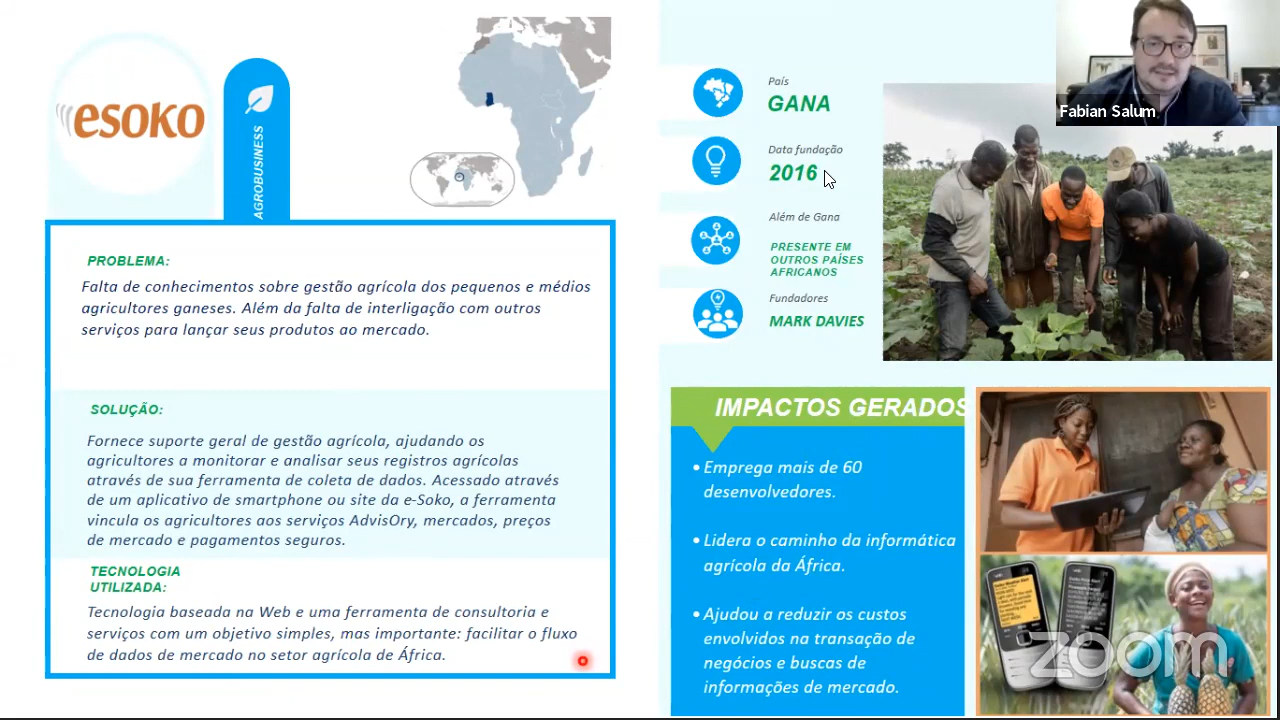 esoko
AGROBUSINESS
PROBLEMA:
Falta de conhecimentos sobre gestão agrícola dos pequenos e médios
agricultores ganeses. Além da falta de interligação com outros
serviços para lançar seus produtos ao mercado.
SOLUÇÃO:
Fornece suporte geral de gestão agrícola, ajudando os
agricultores a monitorar e analisar seus registros agrícolas
através de sua ferramenta de coleta de dados. Acessado através
de um aplicativo de smartphone ou site da e-Soko, a ferramenta
vincula os agricultores aos serviços AdvisOry, mercados, preços
de mercado e pagamentos seguros.
TECNOLOGIA
UTILIZADA:
Tecnologia baseada na Web e uma ferramenta de consultoria e
serviços com um objetivo simples, mas importante: facilitar o fluxo
de dados de mercado no setor agrícola de África.
País
GANA
Data fundação
2016
Além de Gana
PRESENTE EM
OUTROS PAÍSES
AFRICANOS
Fundadores
MARK DAVIES
Fabian Salum
IMPACTOS GERADOS
• Emprega mais de 60
desenvolvedores.
• Lidera o caminho da informática
agrícola da África.
• Ajudou a reduzir os custos
envolvidos na transação de
negócios e buscas de
informações de mercado.
zoom